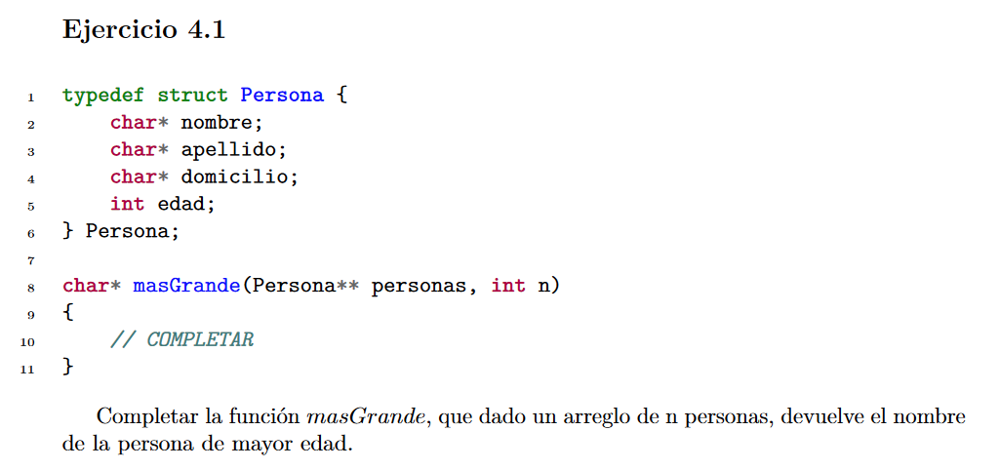 Ejercicio 4.1
1 typedef struct Persona {
2     char* nombre;
3     char* apellido;
4     char* domicilio;
5     int edad;
6 } Persona;
7
8 char* masGrande(Persona** personas, int n)
9 {
10     // COMPLETAR
11 }
Completar la función masGrande, que dado un arreglo de n personas, devuelve el nombre
de la persona de mayor edad.